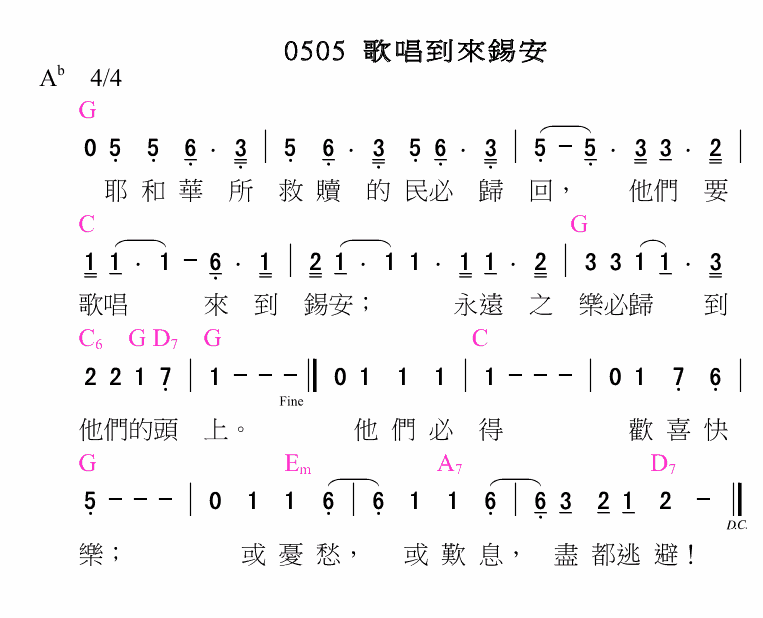 0505 歌唱到來錫安
A♭ 4/4
G
0 5 5 6 · 3 | 5 6 · 3 5 6 · 3 | 5 - 5 · 3 3 · 2 |
耶和華所救贖的民必歸回， 他們要
C G
1 1 · 1 - 6 · 1 | 2 1 · 1 1 · 1 1 · 2 | 3 3 1 1 · 3
歌唱 來到錫安； 永遠之樂必歸到
C6 G D7 G C
2 2 1 7 | 1 - - - || 0 1 1 1 | 1 - - - | 0 1 7 6 |
Fine
他們的頭上。 他們必得 歡喜快
G Em A7 D7
5 - - - | 0 1 1 6 | 6 1 1 6 | 6 3 2 1 2 - ||
D.C.
樂； 或憂愁， 或歎息， 盡都逃避！